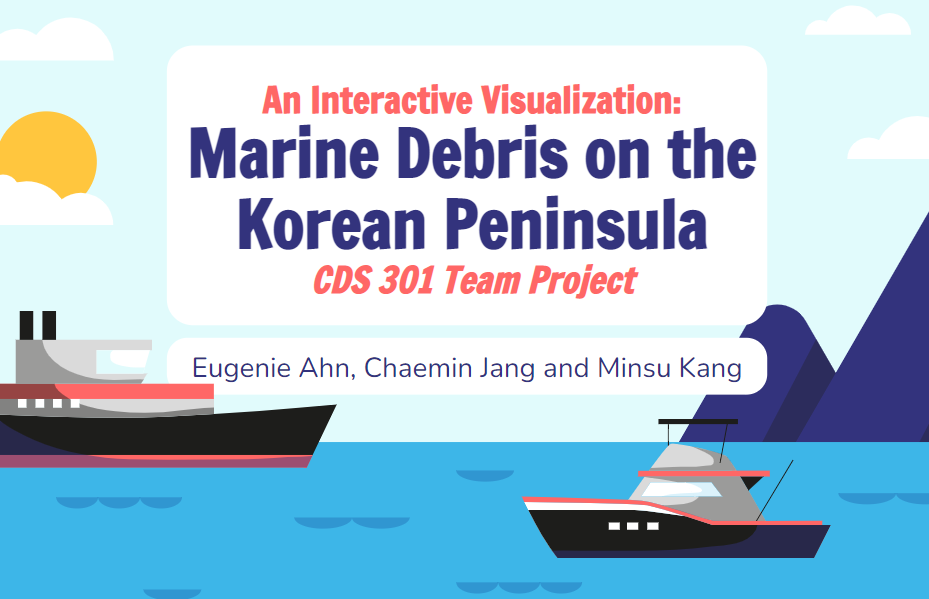 An Interactive Visualization:
Marine Debris on the
Korean Peninsula
CDS 301 Team Project
Eugenie Ahn, Chaemin Jang and Minsu Kang